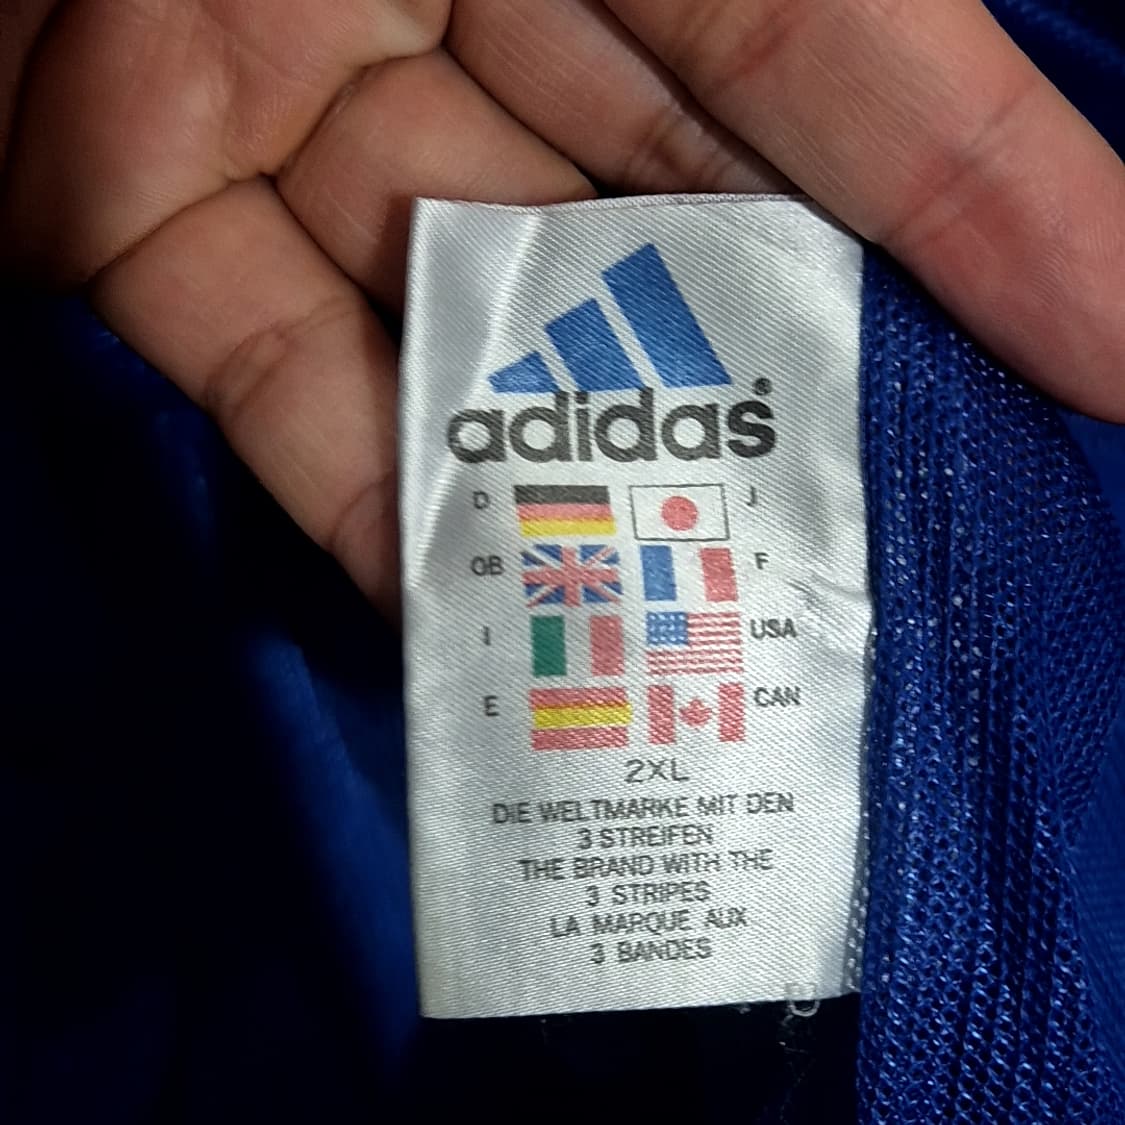 adidas®
D J
GB F
I USA
E CAN
2XL
DIE WELTMARKE MIT DEN
3 STREIFEN
THE BRAND WITH THE
3 STRIPES
LA MARQUE AUX
3 BANDES